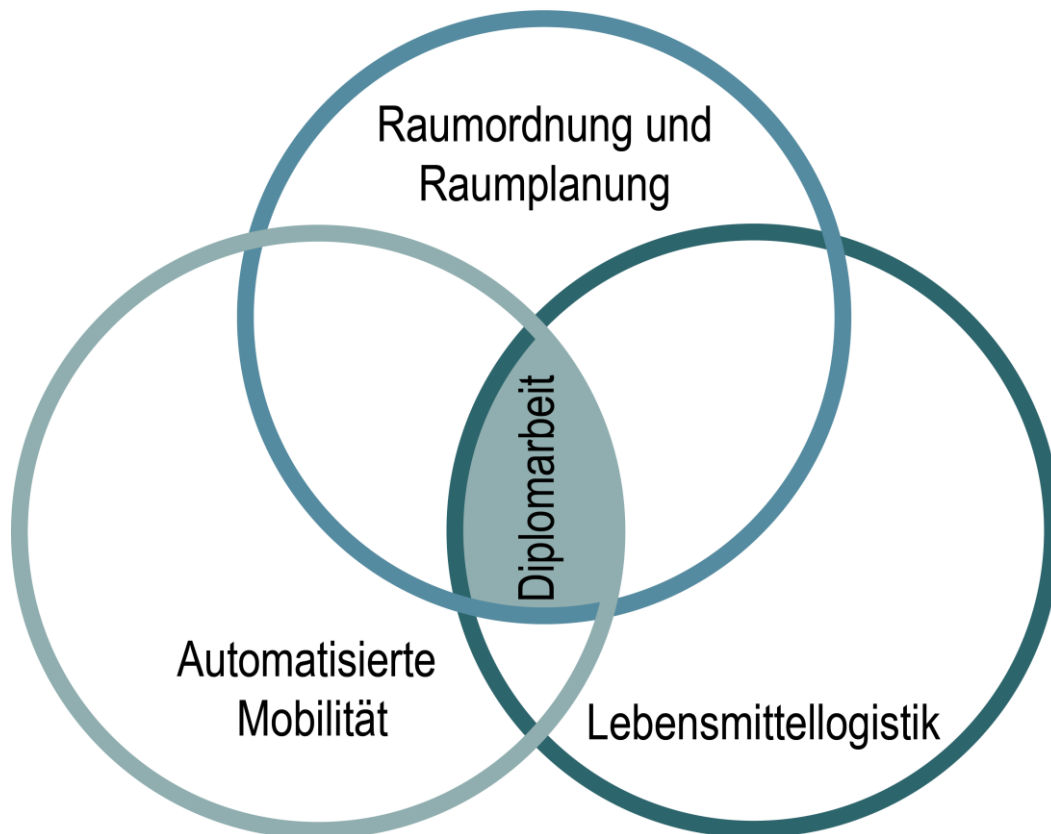 Raumordnung und
Raumplanung
Diplomarbeit
Automatisierte
Mobilität
Lebensmittellogistik